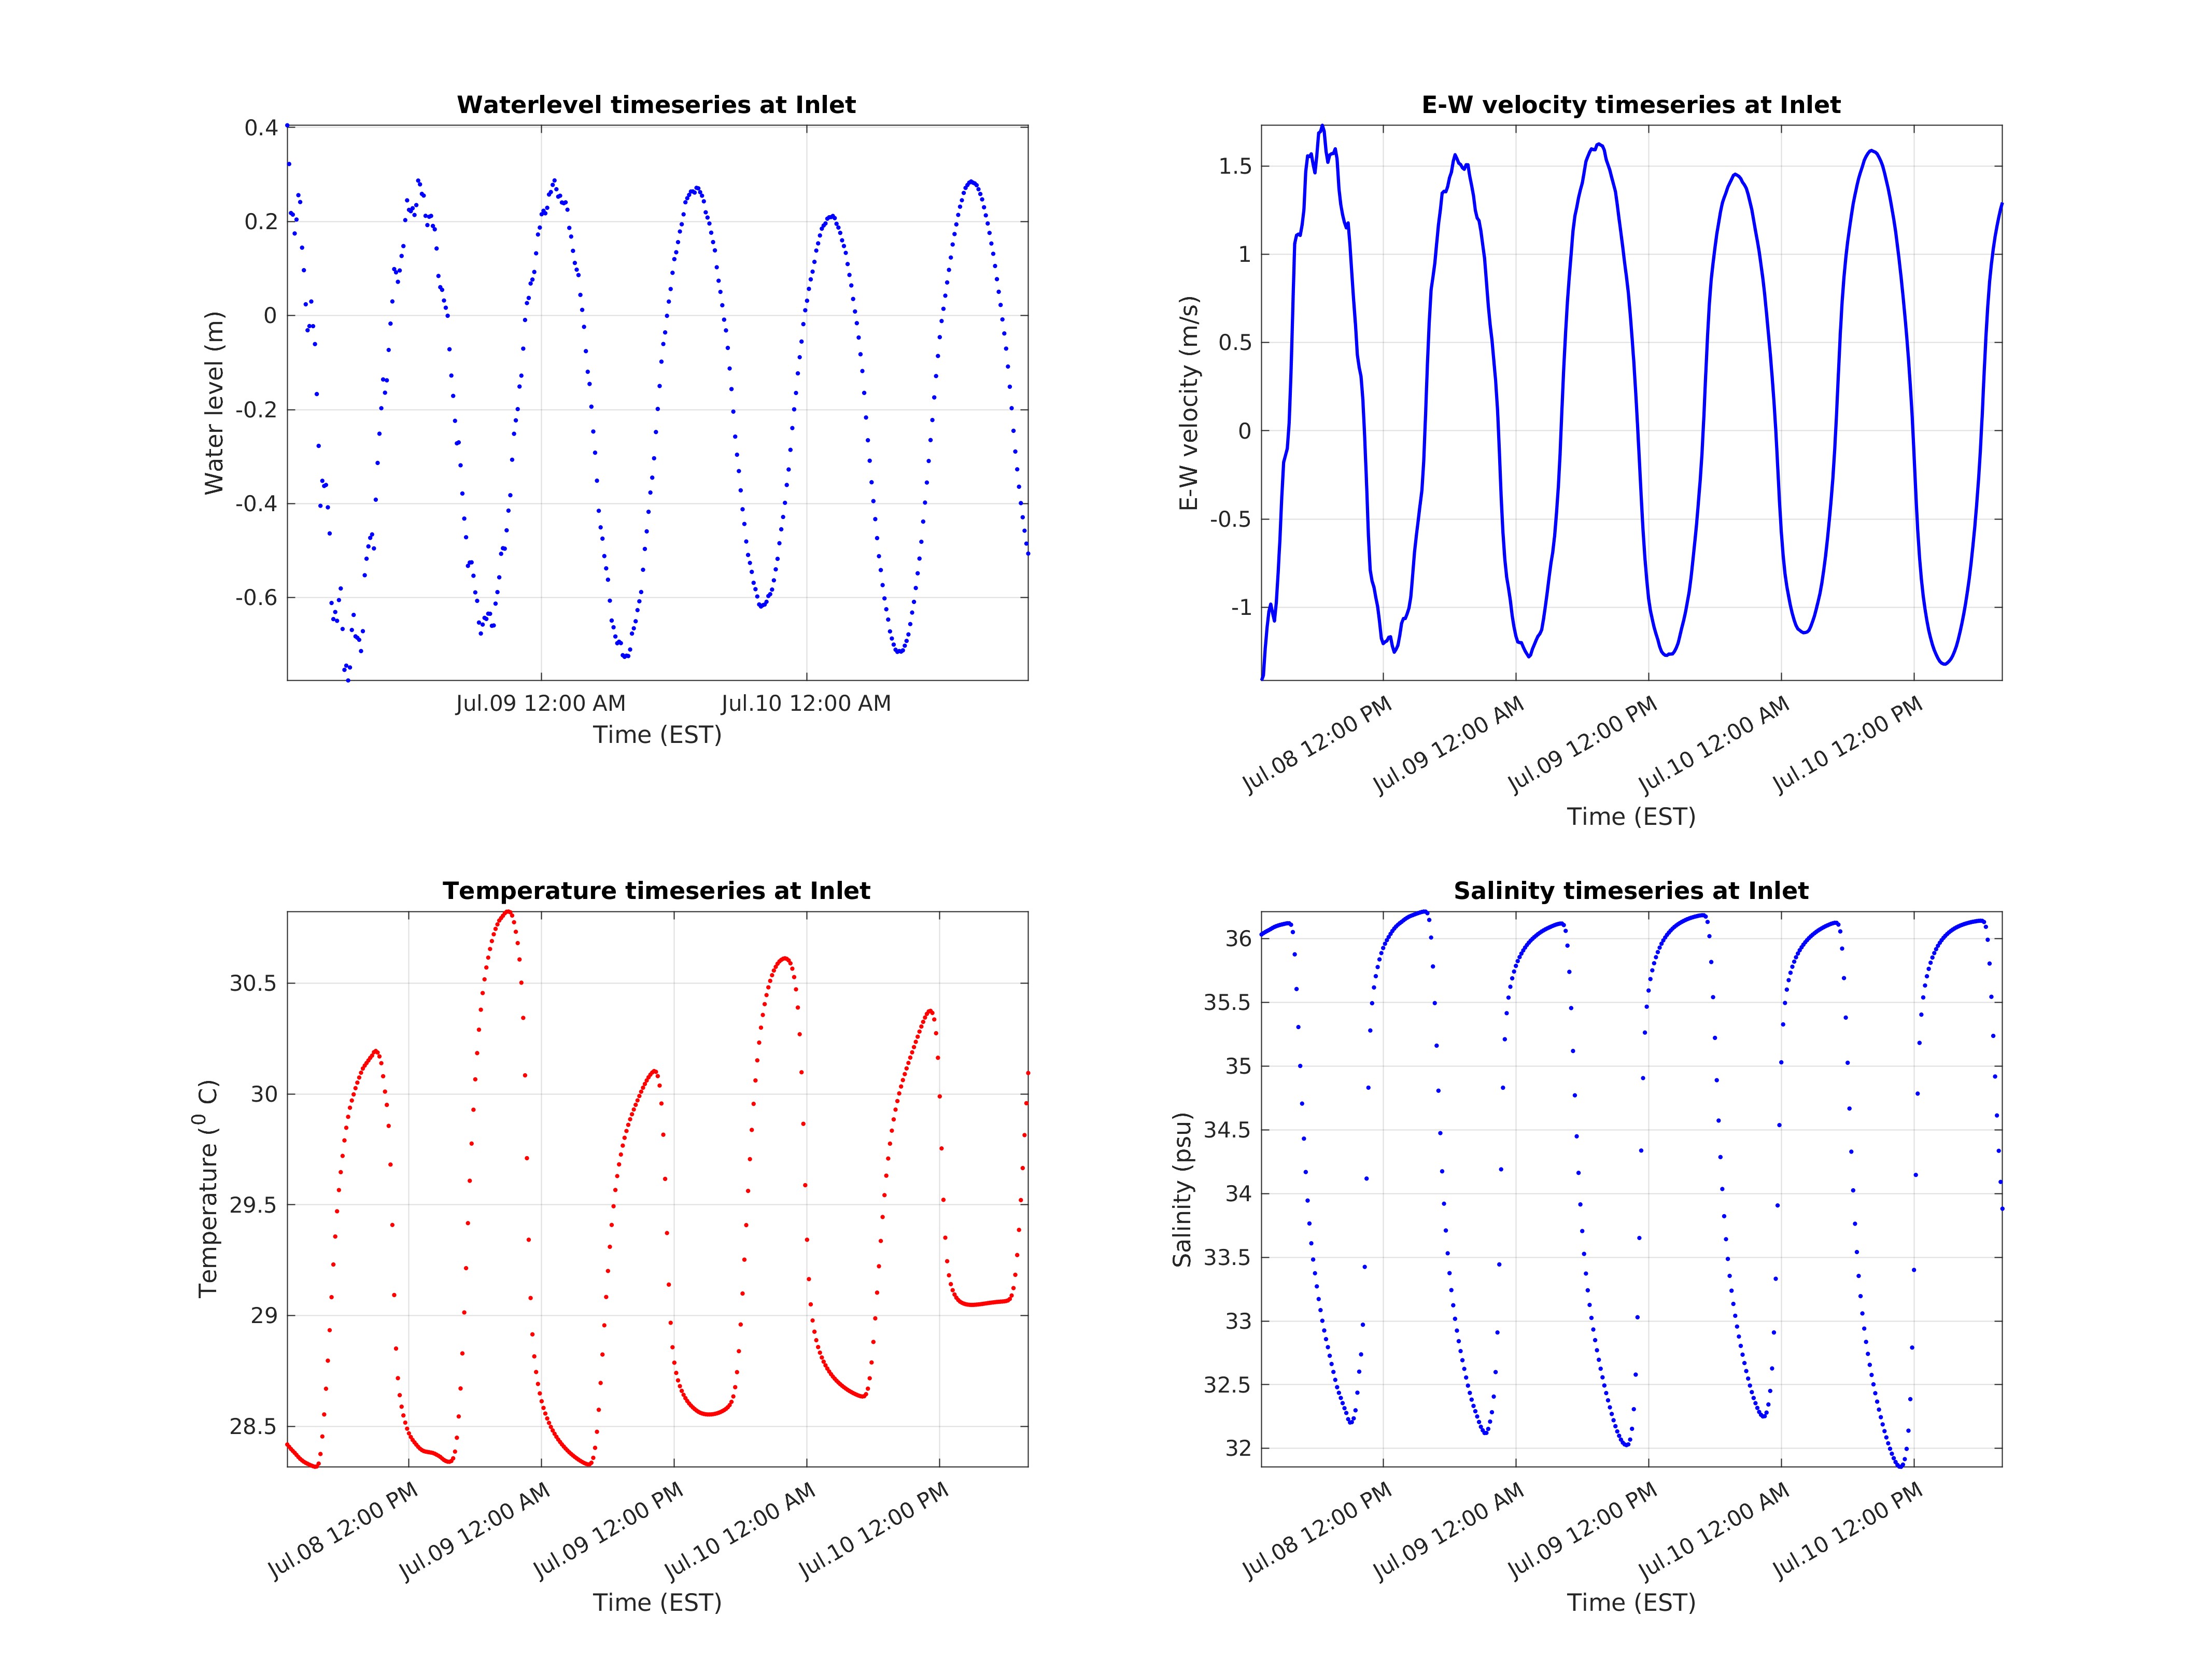 Waterlevel timeseries at Inlet
0.4
0.2
0
-0.2
-0.4
-0.6
Water level (m)
Jul.09 12:00 AM
Jul.10 12:00 AM
Time (EST)
E-W velocity timeseries at Inlet
1.5
1
0.5
0
-0.5
-1
E-W velocity (m/s)
Jul.08 12:00 PM
Jul.09 12:00 AM
Jul.09 12:00 PM
Jul.10 12:00 AM
Jul.10 12:00 PM
Time (EST)
Temperature timeseries at Inlet
30.5
30
29.5
29
28.5
Temperature (⁰ C)
Jul.08 12:00 PM
Jul.09 12:00 AM
Jul.09 12:00 PM
Jul.10 12:00 AM
Jul.10 12:00 PM
Time (EST)
Salinity timeseries at Inlet
36
35.5
35
34.5
34
33.5
33
32.5
32
Salinity (psu)
Jul.08 12:00 PM
Jul.09 12:00 AM
Jul.09 12:00 PM
Jul.10 12:00 AM
Jul.10 12:00 PM
Time (EST)